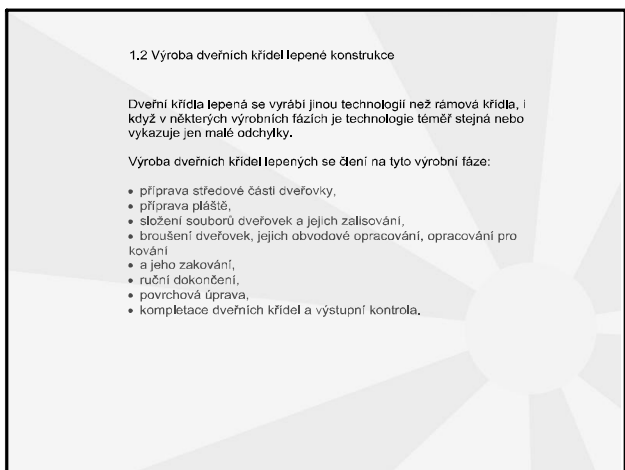 1.2 Výroba dveřních křídel lepené konstrukce
Dveřní křídla lepená se vyrábí jinou technologií než rámová křídla, i
když v některých výrobních fázích je technologie téměř stejná nebo
vykazuje jen malé odchylky.
Výroba dveřních křídel lepených se člení na tyto výrobní fáze:
• příprava středové části dveřovky,
• příprava pláště,
• složení souborů dveřovek a jejich zalisování,
• broušení dveřovek, jejich obvodové opracování, opracování pro
kování
• a jeho zakování,
• ruční dokončení,
• povrchová úprava,
• kompletace dveřních křídel a výstupní kontrola.